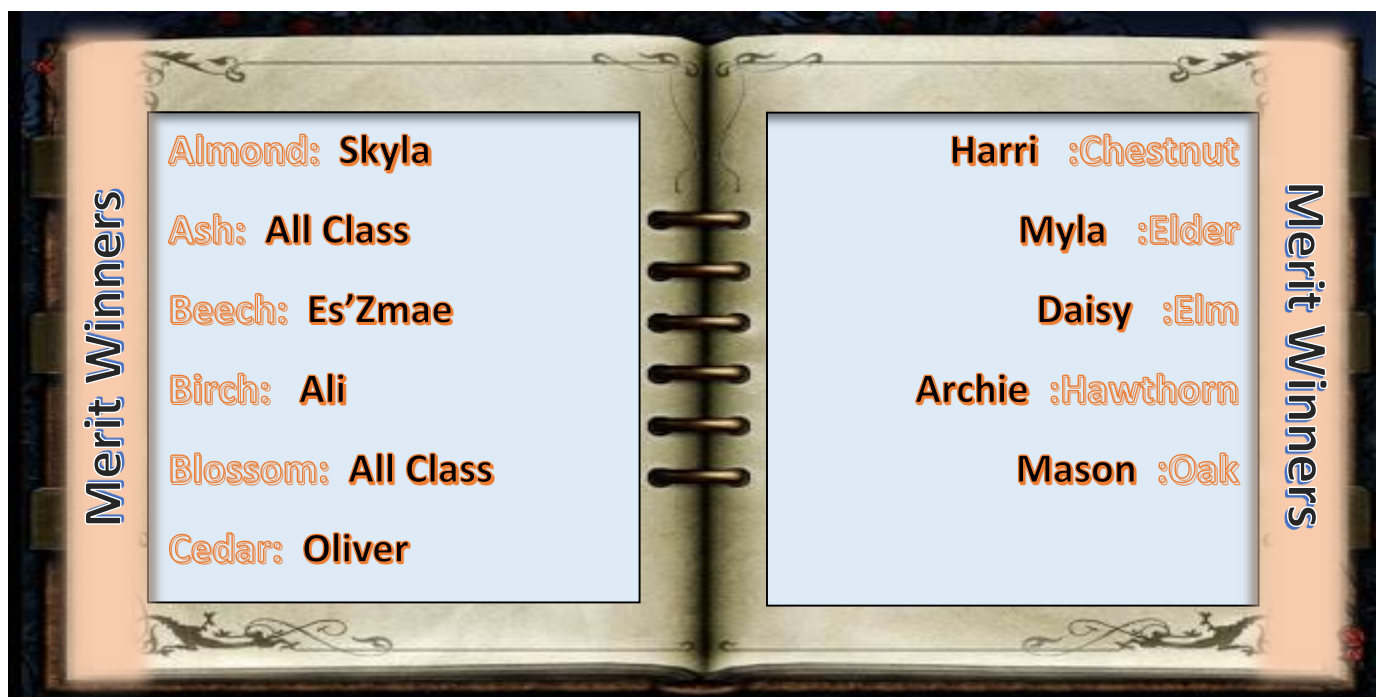 Merit Winners
Almond: Skyla
Ash: All Class
Beech: Es’Zmae
Birch: Ali
Blossom: All Class
Cedar: Oliver
Harri :Chestnut
Myla :Elder
Daisy :Elm
Archie :Hawthorn
Mason :Oak
Merit Winners